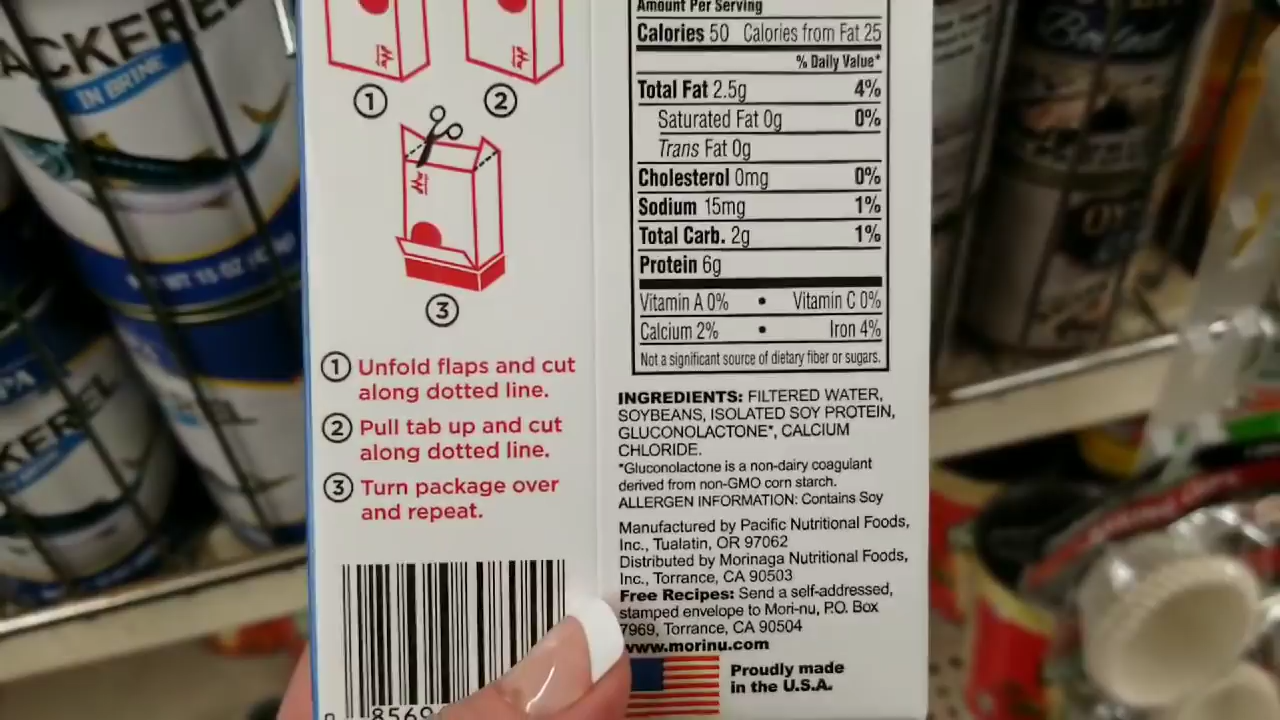 ACKEREL
IN BRINE
WT 15 OZ
KEREL
1
2
3
1 Unfold flaps and cut
along dotted line.
2 Pull tab up and cut
along dotted line.
3 Turn package over
and repeat.
0 8569
Amount Per Serving
Calories 50 Calories from Fat 25
% Daily Value*
Total Fat 2.5g 4%
Saturated Fat 0g 0%
Trans Fat 0g
Cholesterol 0mg 0%
Sodium 15mg 1%
Total Carb. 2g 1%
Protein 6g
Vitamin A 0% • Vitamin C 0%
Calcium 2% • Iron 4%
Not a significant source of dietary fiber or sugars.
INGREDIENTS: FILTERED WATER,
SOYBEANS, ISOLATED SOY PROTEIN,
GLUCONOLACTONE*, CALCIUM
CHLORIDE.
*Gluconolactone is a non-dairy coagulant
derived from non-GMO corn starch.
ALLERGEN INFORMATION: Contains Soy
Manufactured by Pacific Nutritional Foods,
Inc., Tualatin, OR 97062
Distributed by Morinaga Nutritional Foods,
Inc., Torrance, CA 90503
Free Recipes: Send a self-addressed,
stamped envelope to Mori-nu, P.O. Box
7969, Torrance, CA 90504
www.morinu.com
Proudly made
in the U.S.A.